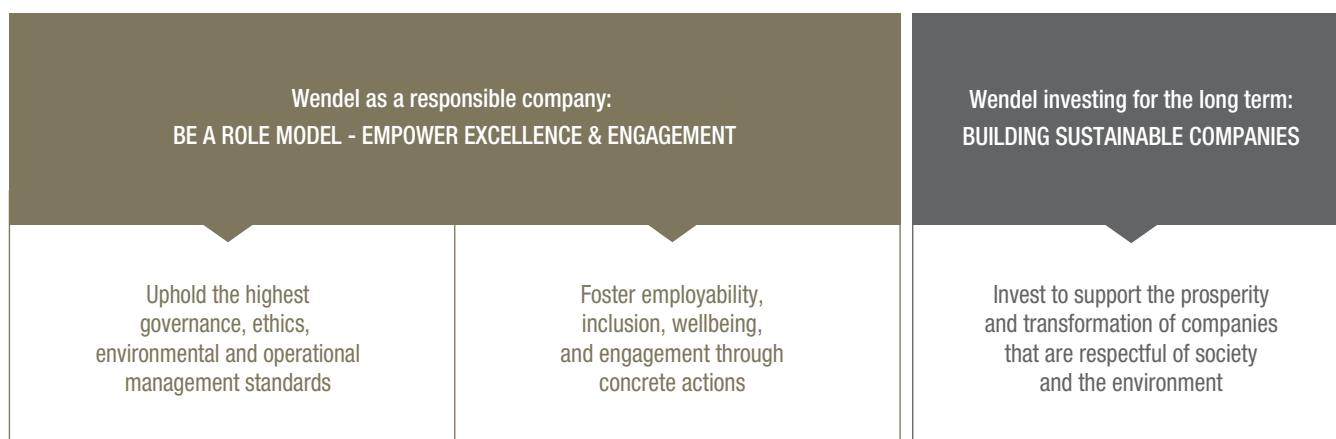 Wendel as a responsible company:
BE A ROLE MODEL - EMPOWER EXCELLENCE & ENGAGEMENT
Wendel investing for the long term:
BUILDING SUSTAINABLE COMPANIES
Uphold the highest
governance, ethics,
environmental and operational
management standards
Foster employability,
inclusion, wellbeing,
and engagement through
concrete actions
Invest to support the prosperity
and transformation of companies
that are respectful of society
and the environment